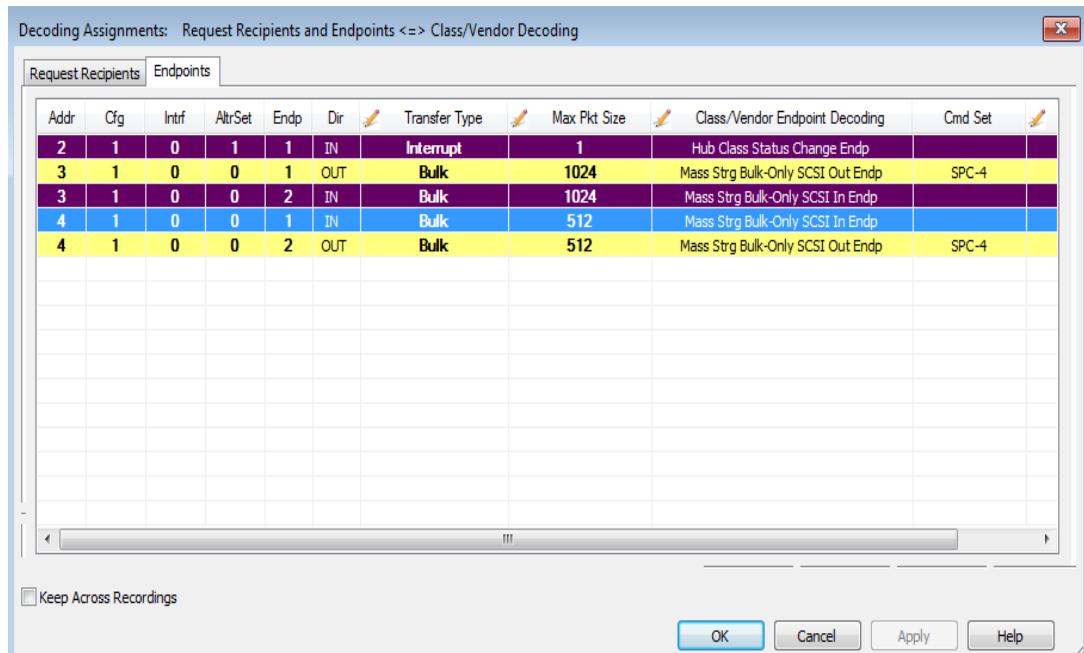 Decoding Assignments: Request Recipients and Endpoints <=> Class/Vendor Decoding
Request Recipients Endpoints
Addr Cfg Intrf AltrSet Endp Dir Transfer Type Max Pkt Size Class/Vendor Endpoint Decoding Cmd Set
2 1 0 1 1 IN Interrupt 1 Hub Class Status Change Endp
3 1 0 0 1 OUT Bulk 1024 Mass Strg Bulk-Only SCSI Out Endp SPC-4
3 1 0 0 2 IN Bulk 1024 Mass Strg Bulk-Only SCSI In Endp
4 1 0 0 1 IN Bulk 512 Mass Strg Bulk-Only SCSI In Endp
4 1 0 0 2 OUT Bulk 512 Mass Strg Bulk-Only SCSI Out Endp SPC-4
Keep Across Recordings
OK Cancel Apply Help